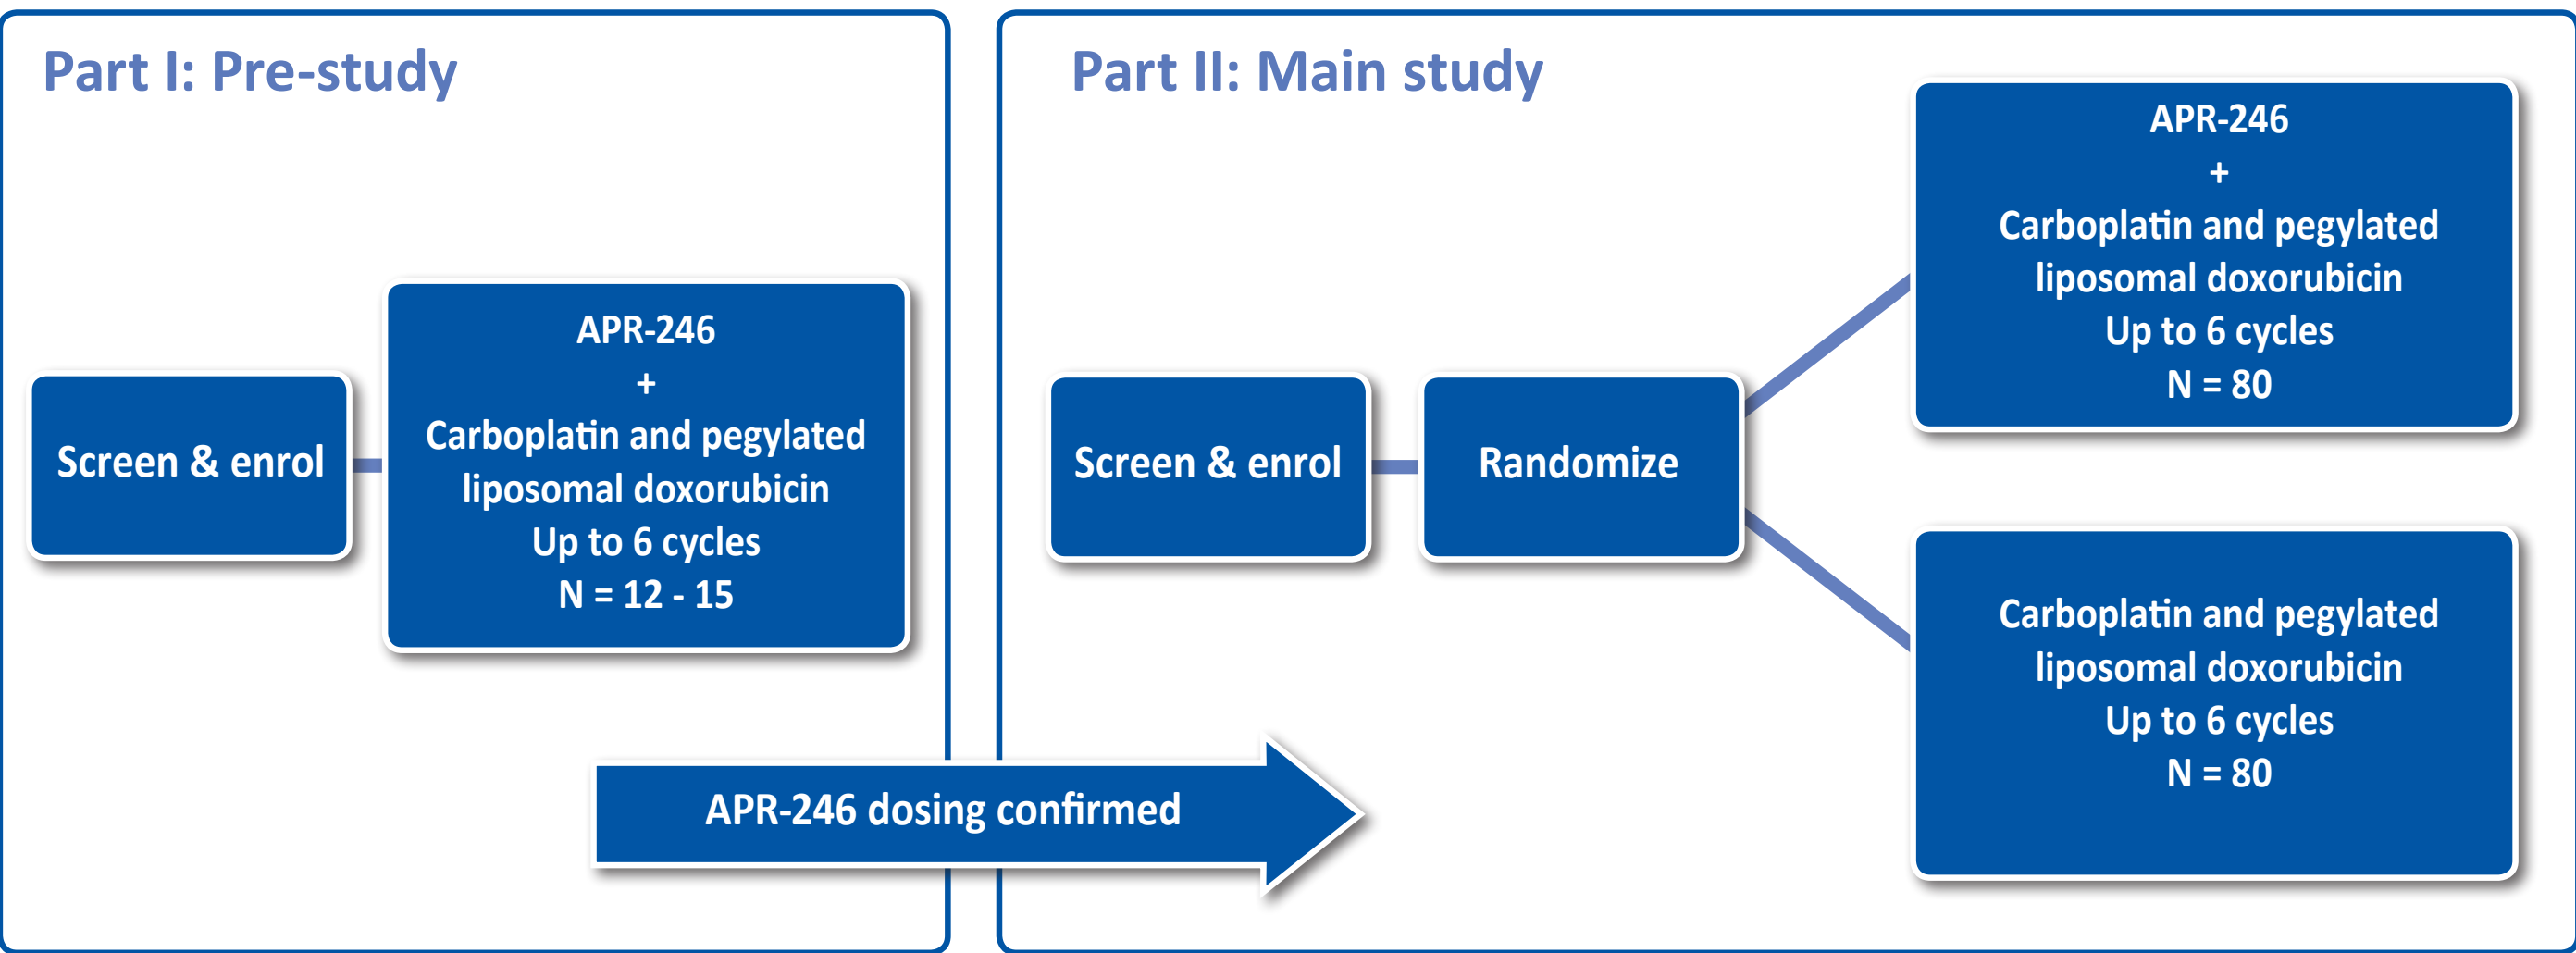 Part I: Pre-study
Screen & enrol
APR-246
+
Carboplatin and pegylated
liposomal doxorubicin
Up to 6 cycles
N = 12 - 15
APR-246 dosing confirmed
Part II: Main study
Screen & enrol
Randomize
APR-246
+
Carboplatin and pegylated
liposomal doxorubicin
Up to 6 cycles
N = 80
Carboplatin and pegylated
liposomal doxorubicin
Up to 6 cycles
N = 80